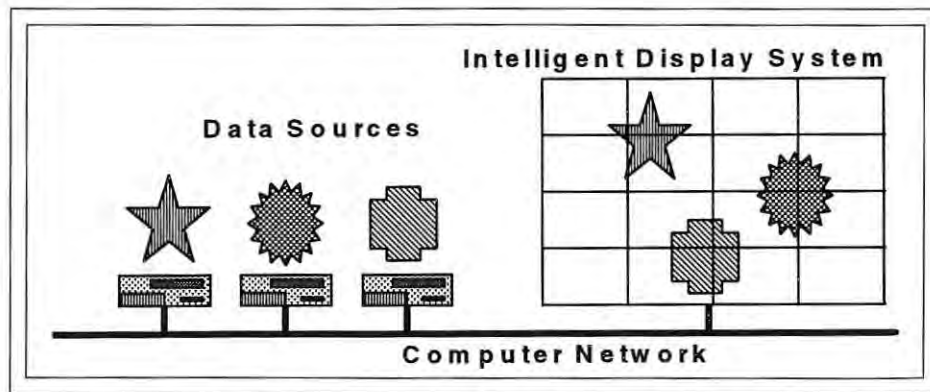 Intelligent Display System
Data Sources
Computer Network